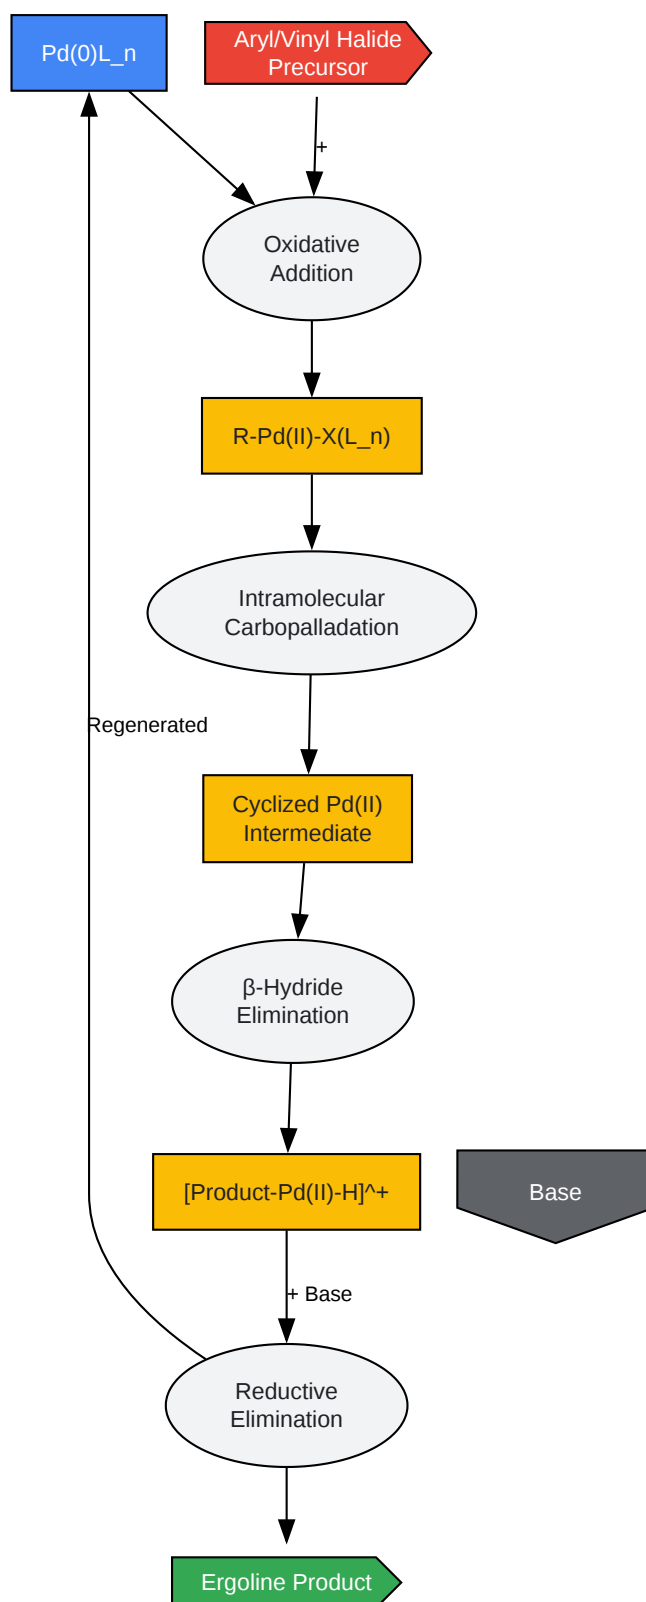 Pd(0)L_n
Aryl/Vinyl Halide
Precursor
+
Oxidative
Addition
R-Pd(II)-X(L_n)
Intramolecular
Carbopalladation
Regenerated
Cyclized Pd(II)
Intermediate
β-Hydride
Elimination
[Product-Pd(II)-H]^+
Base
+ Base
Reductive
Elimination
Ergoline Product